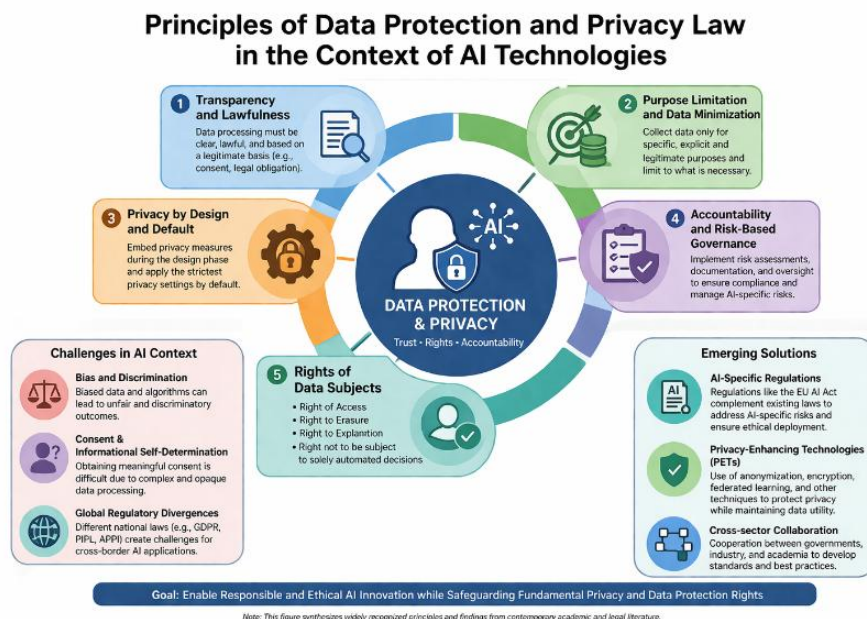 Principles of Data Protection and Privacy Law
in the Context of AI Technologies
1
Transparency
and Lawfulness
Data processing must be
clear, lawful, and based on
a legitimate basis (e.g.,
consent, legal obligation).
2
Purpose Limitation
and Data Minimization
Collect data only for
specific, explicit and
legitimate purposes and
limit to what is necessary.
3
Privacy by Design
and Default
Embed privacy measures
during the design phase
and apply the strictest
privacy settings by default.
4
Accountability
and Risk-Based
Governance
Implement risk assessments,
documentation, and oversight
to ensure compliance and
manage AI-specific risks.
AI
DATA PROTECTION
& PRIVACY
Trust • Rights • Accountability
5
Rights of
Data Subjects
• Right of Access
• Right to Erasure
• Right to Explantion
• Right not to be subject
to solely automated decisions
Challenges in AI Context
Bias and Discrimination
Biased data and algorithms can
lead to unfair and discriminatory
outcomes.
Consent &
Informational Self-Determination
Obtaining meaningful consent is
difficult due to complex and opaque
data processing.
Global Regulatory Divergences
Different national laws (e.g., GDPR,
PIPL, APPI) create challenges for
cross-border AI applications.
Emerging Solutions
AI
AI-Specific Regulations
Regulations like the EU AI Act
complement existing laws to
address AI-specific risks and
ensure ethical deployment.
Privacy-Enhancing Technologies
(PETs)
Use of anonymization, encryption,
federated learning, and other
techniques to protect privacy
while maintaining data utility.
Cross-sector Collaboration
Cooperation between governments,
industry, and academia to develop
standards and best practices.
Goal: Enable Responsible and Ethical AI Innovation while Safeguarding Fundamental Privacy and Data Protection Rights
Note: This figure synthesizes widely recognized principles and findings from contemporary academic and legal literature.